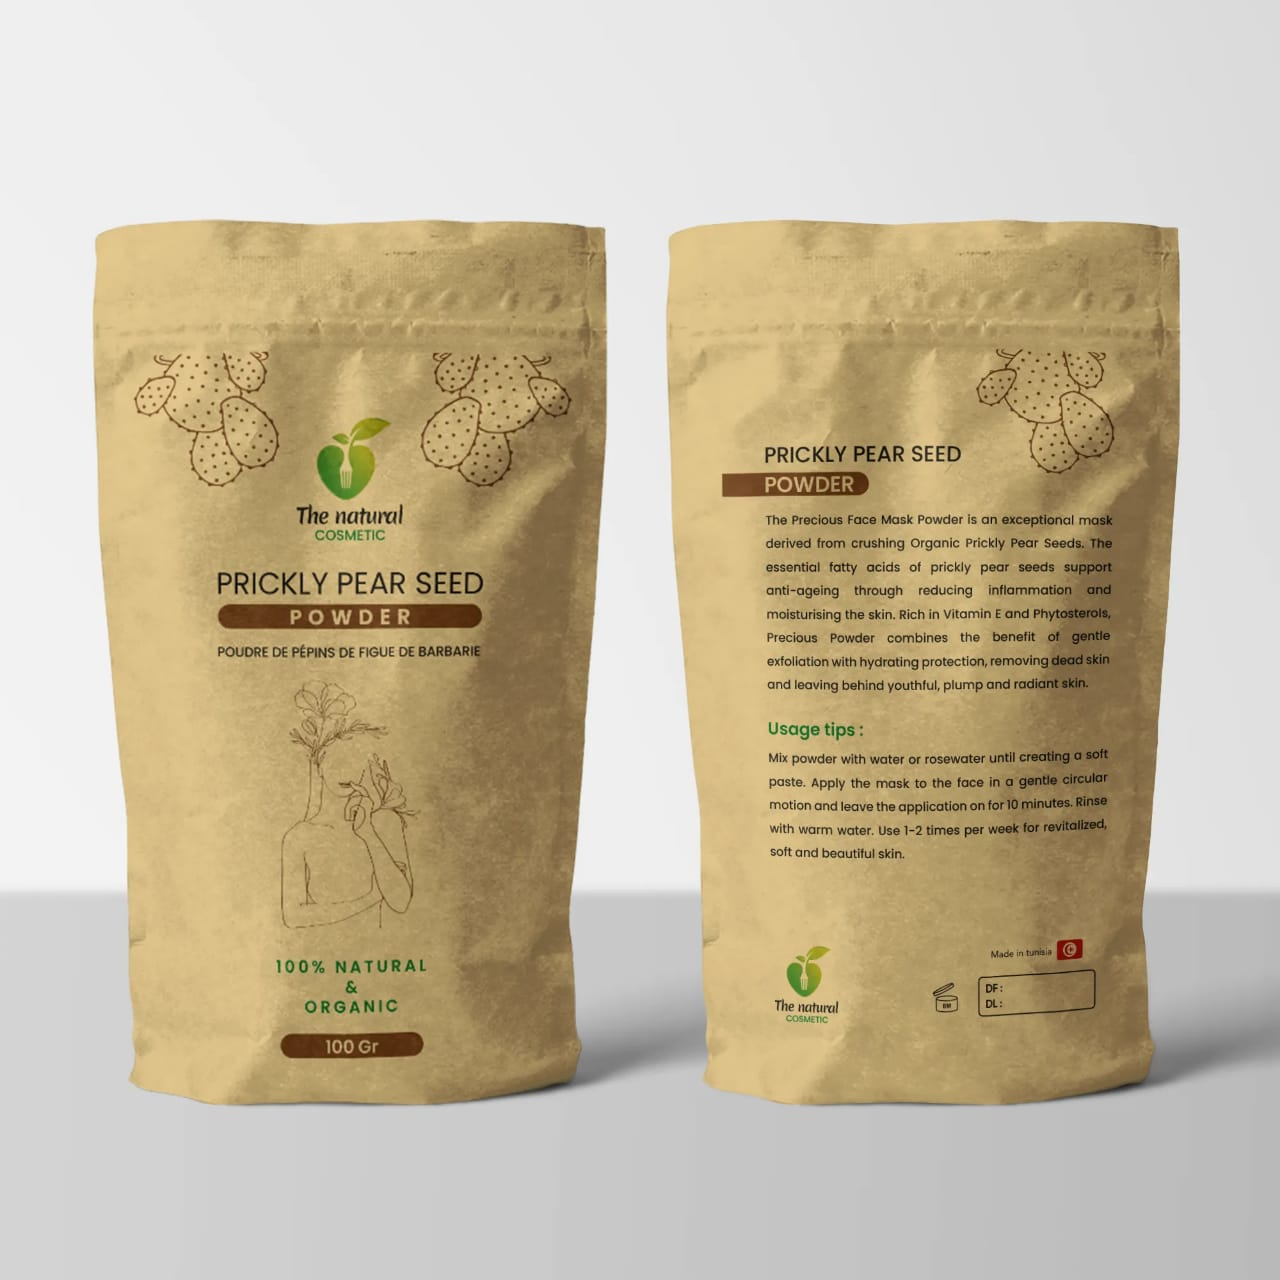 The natural
COSMETIC
PRICKLY PEAR SEED
POWDER
POUDRE DE PÉPINS DE FIGUE DE BARBARIE
100% NATURAL
&
ORGANIC
100 Gr
PRICKLY PEAR SEED
POWDER
The Precious Face Mask Powder is an exceptional mask
derived from crushing Organic Prickly Pear Seeds. The
essential fatty acids of prickly pear seeds support
anti-ageing through reducing inflammation and
moisturising the skin. Rich in Vitamin E and Phytosterols,
Precious Powder combines the benefit of gentle
exfoliation with hydrating protection, removing dead skin
and leaving behind youthful, plump and radiant skin.
Usage tips :
Mix powder with water or rosewater until creating a soft
paste. Apply the mask to the face in a gentle circular
motion and leave the application on for 10 minutes. Rinse
with warm water. Use 1-2 times per week for revitalized,
soft and beautiful skin.
Made in tunisia
The natural
COSMETIC
DF :
DL :